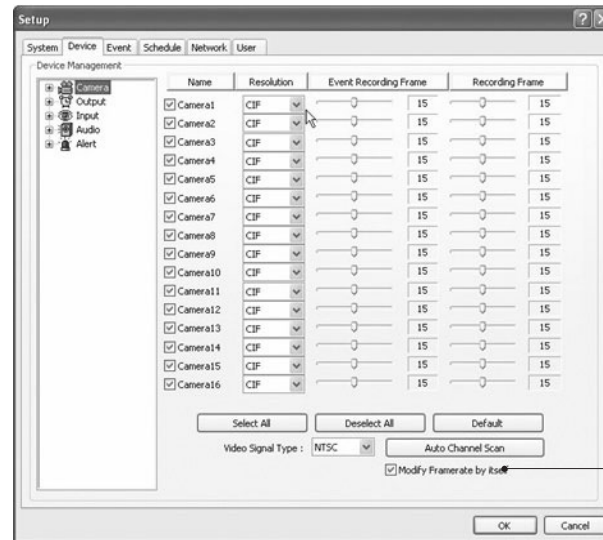 Setup
System Device Event Schedule Network User
Device Management
Camera
Output
Input
Audio
Alert
Name Resolution Event Recording Frame Recording Frame
Camera1 CIF 15 15
Camera2 CIF 15 15
Camera3 CIF 15 15
Camera4 CIF 15 15
Camera5 CIF 15 15
Camera6 CIF 15 15
Camera7 CIF 15 15
Camera8 CIF 15 15
Camera9 CIF 15 15
Camera10 CIF 15 15
Camera11 CIF 15 15
Camera12 CIF 15 15
Camera13 CIF 15 15
Camera14 CIF 15 15
Camera15 CIF 15 15
Camera16 CIF 15 15
Select All Deselect All Default
Video Signal Type : NTSC Auto Channel Scan
Modify Framerate by itself
OK Cancel